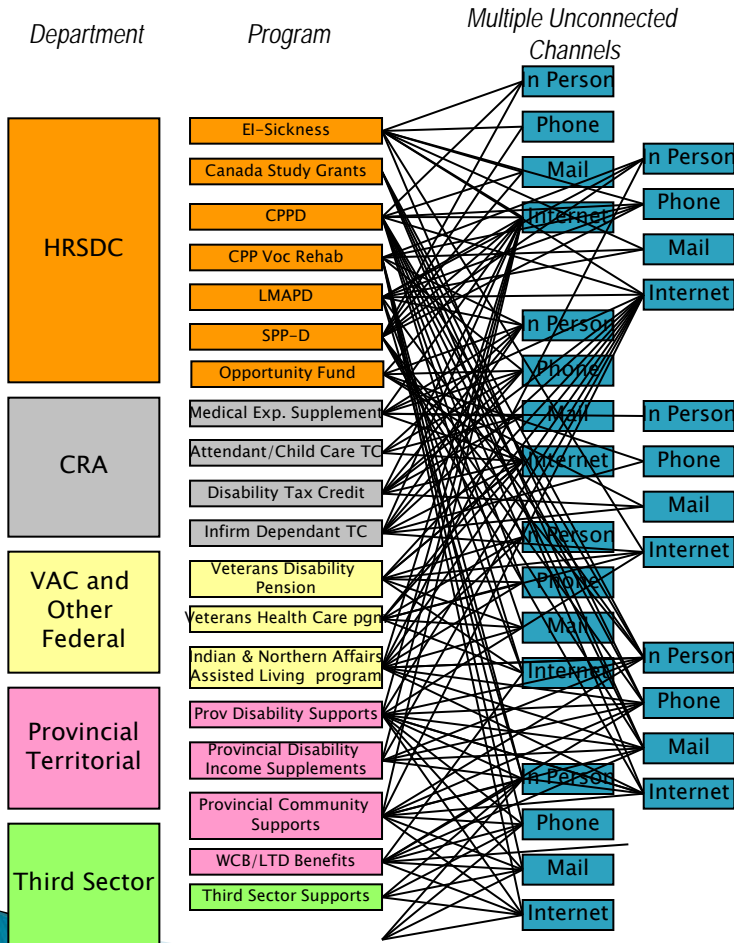 Department
Program
Multiple Unconnected
Channels
HRSDC
CRA
VAC and
Other
Federal
Provincial
Territorial
Third Sector
EI-Sickness
Canada Study Grants
CPPD
CPP Voc Rehab
LMAPD
SPP-D
Opportunity Fund
Medical Exp. Supplement
Attendant/Child Care TC
Disability Tax Credit
Infirm Dependant TC
Veterans Disability
Pension
Veterans Health Care pgm
Indian & Northern Affairs
Assisted Living program
Prov Disability Supports
Provincial Disability
Income Supplements
Provincial Community
Supports
WCB/LTD Benefits
Third Sector Supports
In Person
Phone
Mail
Internet
In Person
Phone
Mail
Internet
In Person
Phone
Mail
Internet
In Person
Phone
Mail
Internet
In Person
Phone
Mail
Internet
In Person
Phone
Mail
Internet
In Person
Phone
Mail
Internet